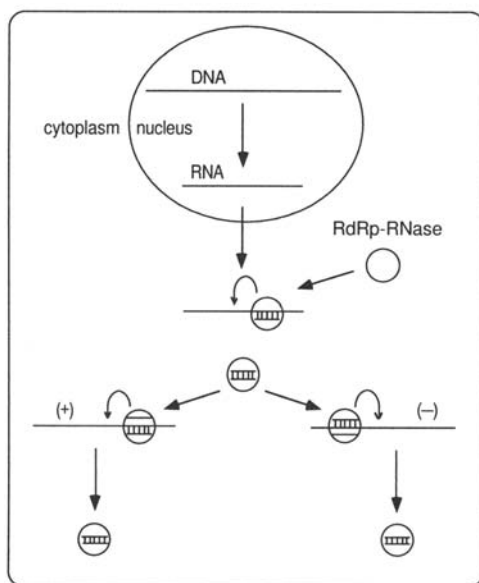 DNA
cytoplasm nucleus
RNA
RdRp-RNase
(+)
(−)